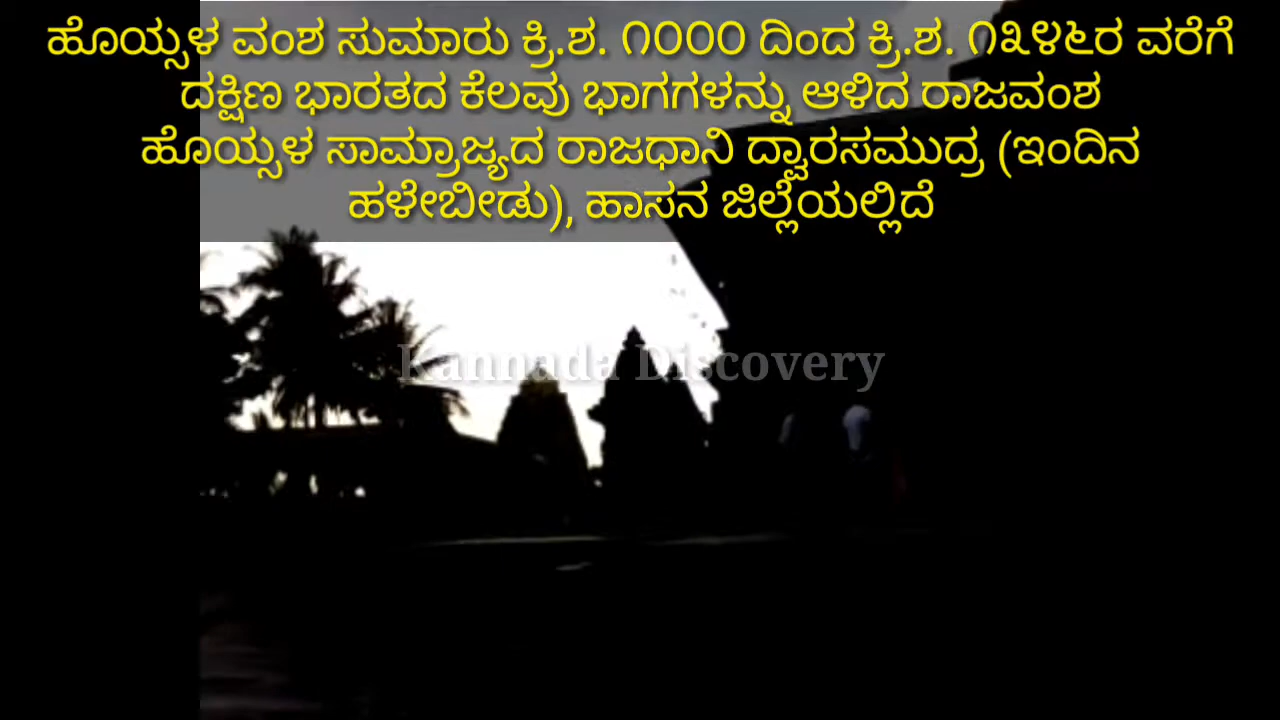 ಹೊಯ್ಸಳ ವಂಶ ಸುಮಾರು ಕ್ರಿ.ಶ. ೧೦೦೦ ದಿಂದ ಕ್ರಿ.ಶ. ೧೩೪೬ರ ವರೆಗೆ
ದಕ್ಷಿಣ ಭಾರತದ ಕೆಲವು ಭಾಗಗಳನ್ನು ಆಳಿದ ರಾಜವಂಶ
ಹೊಯ್ಸಳ ಸಾಮ್ರಾಜ್ಯದ ರಾಜಧಾನಿ ದ್ವಾರಸಮುದ್ರ (ಇಂದಿನ
ಹಳೇಬೀಡು), ಹಾಸನ ಜಿಲ್ಲೆಯಲ್ಲಿದೆ
Kannada Discovery